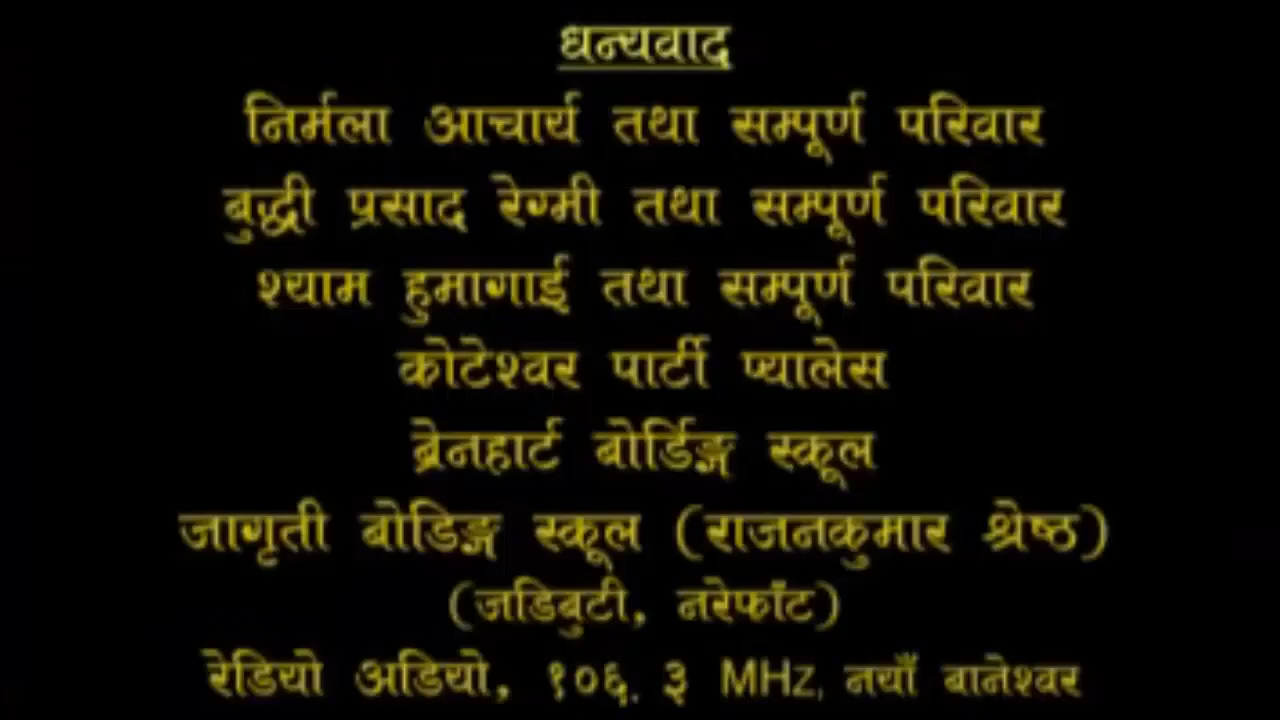 धन्यवाद
निर्मला आचार्य तथा सम्पूर्ण परिवार
बुद्धी प्रसाद रेग्मी तथा सम्पूर्ण परिवार
श्याम हुमागाई तथा सम्पूर्ण परिवार
कोटेश्वर पार्टी प्यालेस
ब्रेनहार्ट बोर्डिङ्ग स्कूल
जागृती बोडिङ्ग स्कूल (राजनकुमार श्रेष्ठ)
(जडिबुटी, नरेफाँट)
रेडियो अडियो, १०६. ३ MHz, नयाँ बानेश्वर